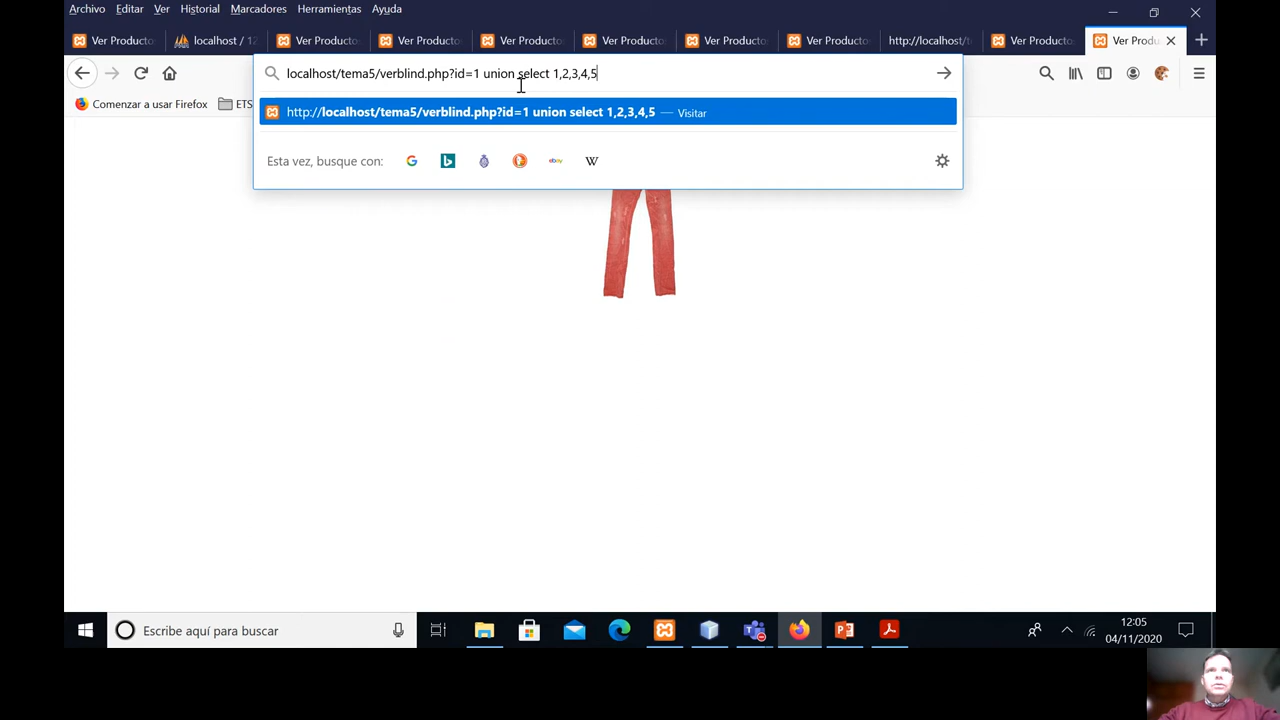 Archivo Editar Ver Historial Marcadores Herramientas Ayuda
Ver Producto localhost / 12 Ver Producto Ver Producto Ver Producto Ver Producto Ver Producto Ver Producto http://localhost/t Ver Producto Ver Produ
localhost/tema5/verblind.php?id=1 union select 1,2,3,4,5
Comenzar a usar Firefox ETS
http://localhost/tema5/verblind.php?id=1 union select 1,2,3,4,5 — Visitar
Esta vez, busque con:
Escribe aquí para buscar
12:05
04/11/2020